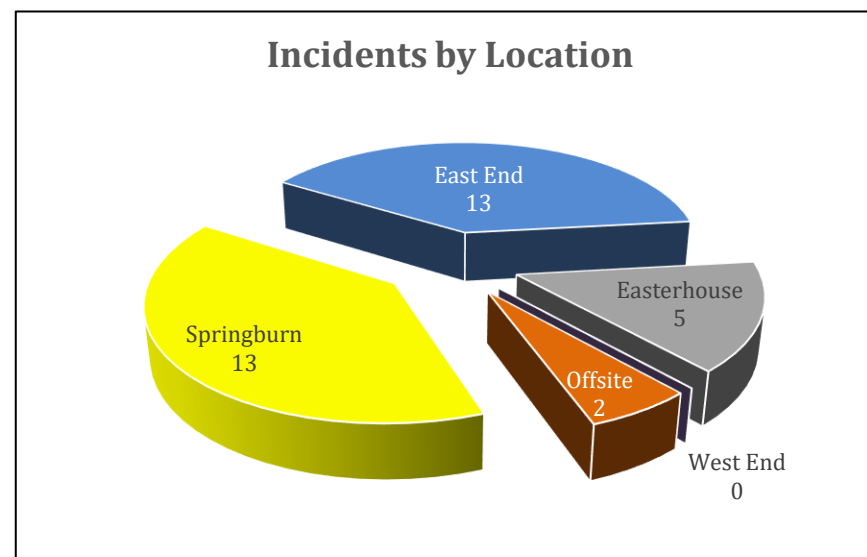 Incidents by Location
East End
13
Easterhouse
5
Springburn
13
Offsite
2
West End
0